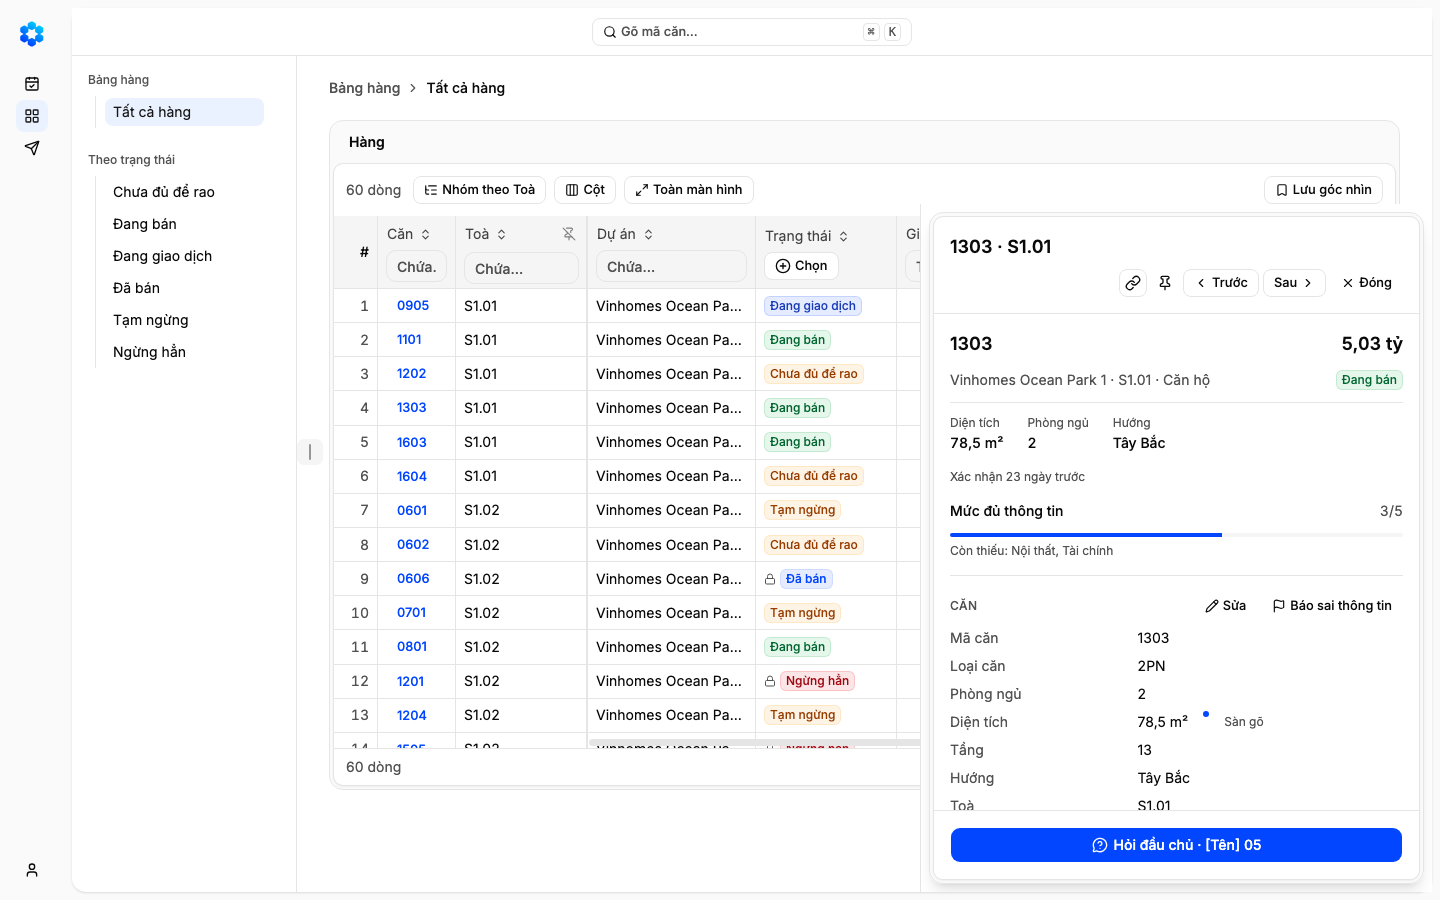 Gõ mã căn...
⌘ K
Bảng hàng
Tất cả hàng
Theo trạng thái
Chưa đủ để rao
Đang bán
Đang giao dịch
Đã bán
Tạm ngừng
Ngừng hẳn
Bảng hàng > Tất cả hàng
Hàng
60 dòng Nhóm theo Toà Cột Toàn màn hình Lưu góc nhìn
# Căn Toà Dự án Trạng thái
Chứa. Chứa... Chứa... Chọn
1 0905 S1.01 Vinhomes Ocean Pa... Đang giao dịch
2 1101 S1.01 Vinhomes Ocean Pa... Đang bán
3 1202 S1.01 Vinhomes Ocean Pa... Chưa đủ để rao
4 1303 S1.01 Vinhomes Ocean Pa... Đang bán
5 1603 S1.01 Vinhomes Ocean Pa... Đang bán
6 1604 S1.01 Vinhomes Ocean Pa... Chưa đủ để rao
7 0601 S1.02 Vinhomes Ocean Pa... Tạm ngừng
8 0602 S1.02 Vinhomes Ocean Pa... Chưa đủ để rao
9 0606 S1.02 Vinhomes Ocean Pa... Đã bán
10 0701 S1.02 Vinhomes Ocean Pa... Tạm ngừng
11 0801 S1.02 Vinhomes Ocean Pa... Đang bán
12 1201 S1.02 Vinhomes Ocean Pa... Ngừng hẳn
13 1204 S1.02 Vinhomes Ocean Pa... Tạm ngừng
60 dòng
1303 · S1.01
Trước Sau Đóng
1303 5,03 tỷ
Vinhomes Ocean Park 1 · S1.01 · Căn hộ Đang bán
Diện tích Phòng ngủ Hướng
78,5 m² 2 Tây Bắc
Xác nhận 23 ngày trước
Mức đủ thông tin 3/5
Còn thiếu: Nội thất, Tài chính
CĂN Sửa Báo sai thông tin
Mã căn 1303
Loại căn 2PN
Phòng ngủ 2
Diện tích 78,5 m² Sàn gõ
Tầng 13
Hướng Tây Bắc
Toà S1.01
Hỏi đầu chủ · [Tên] 05